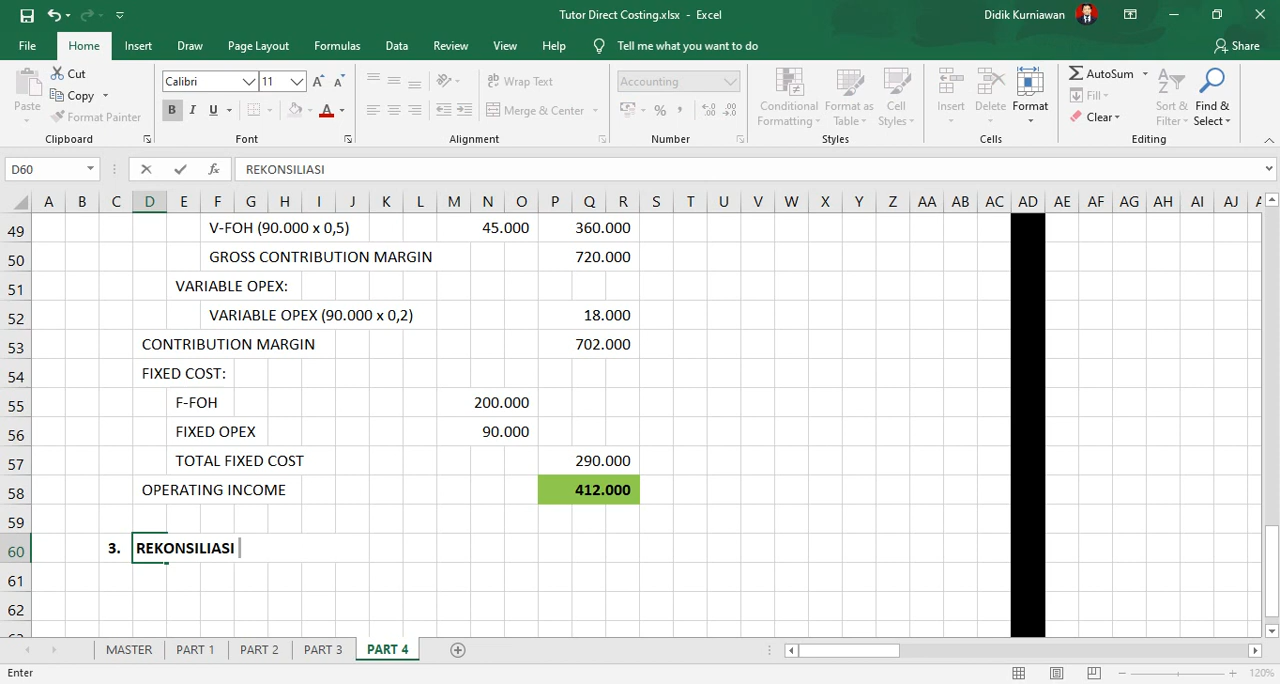 Tutor Direct Costing.xlsx - Excel
Didik Kurniawan
File Home Insert Draw Page Layout Formulas Data Review View Help Tell me what you want to do Share
Paste Cut Copy Format Painter
Calibri 11 B I U
Wrap Text Merge & Center
Accounting % ,
Conditional Formatting Format as Table Cell Styles
Insert Delete Format
AutoSum Fill Clear Sort & Filter Find & Select
Clipboard Font Alignment Number Styles Cells Editing
D60 fx REKONSILIASI
A B C D E F G H I J K L M N O P Q R S T U V W X Y Z AA AB AC AD AE AF AG AH AI AJ
49 V-FOH (90.000 x 0,5) 45.000 360.000
50 GROSS CONTRIBUTION MARGIN 720.000
51 VARIABLE OPEX:
52 VARIABLE OPEX (90.000 x 0,2) 18.000
53 CONTRIBUTION MARGIN 702.000
54 FIXED COST:
55 F-FOH 200.000
56 FIXED OPEX 90.000
57 TOTAL FIXED COST 290.000
58 OPERATING INCOME 412.000
59
60 3. REKONSILIASI
61
62
MASTER PART 1 PART 2 PART 3 PART 4
Enter 120%